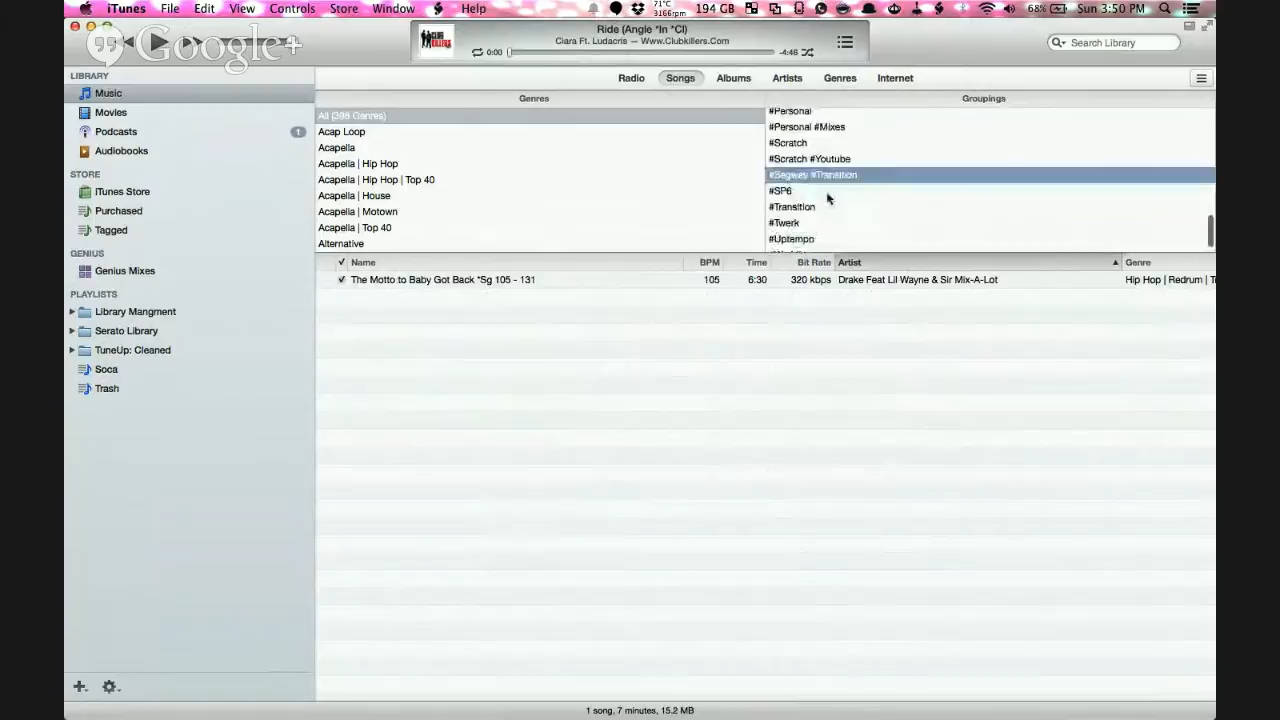 iTunes File Edit View Controls Store Window Help 71°C 3166rpm 194 GB 68% Sun 3:50 PM
Google+
CLUB KILLERS
Ride (Angle *In *Cl)
Ciara Ft. Ludacris — Www.Clubkillers.Com
0:00 -4:46
Search Library
LIBRARY
Music
Movies
Podcasts 1
Audiobooks
STORE
iTunes Store
Purchased
Tagged
GENIUS
Genius Mixes
PLAYLISTS
Library Mangment
Serato Library
TuneUp: Cleaned
Soca
Trash
Radio Songs Albums Artists Genres Internet
Genres
All (398 Genres)
Acap Loop
Acapella
Acapella | Hip Hop
Acapella | Hip Hop | Top 40
Acapella | House
Acapella | Motown
Acapella | Top 40
Alternative
Groupings
#Personal
#Personal #Mixes
#Scratch
#Scratch #Youtube
#Segway #Transition
#SP6
#Transition
#Twerk
#Uptempo
Name BPM Time Bit Rate Artist Genre
The Motto to Baby Got Back *Sg 105 - 131 105 6:30 320 kbps Drake Feat Lil Wayne & Sir Mix-A-Lot Hip Hop | Redrum | T
1 song, 7 minutes, 15.2 MB